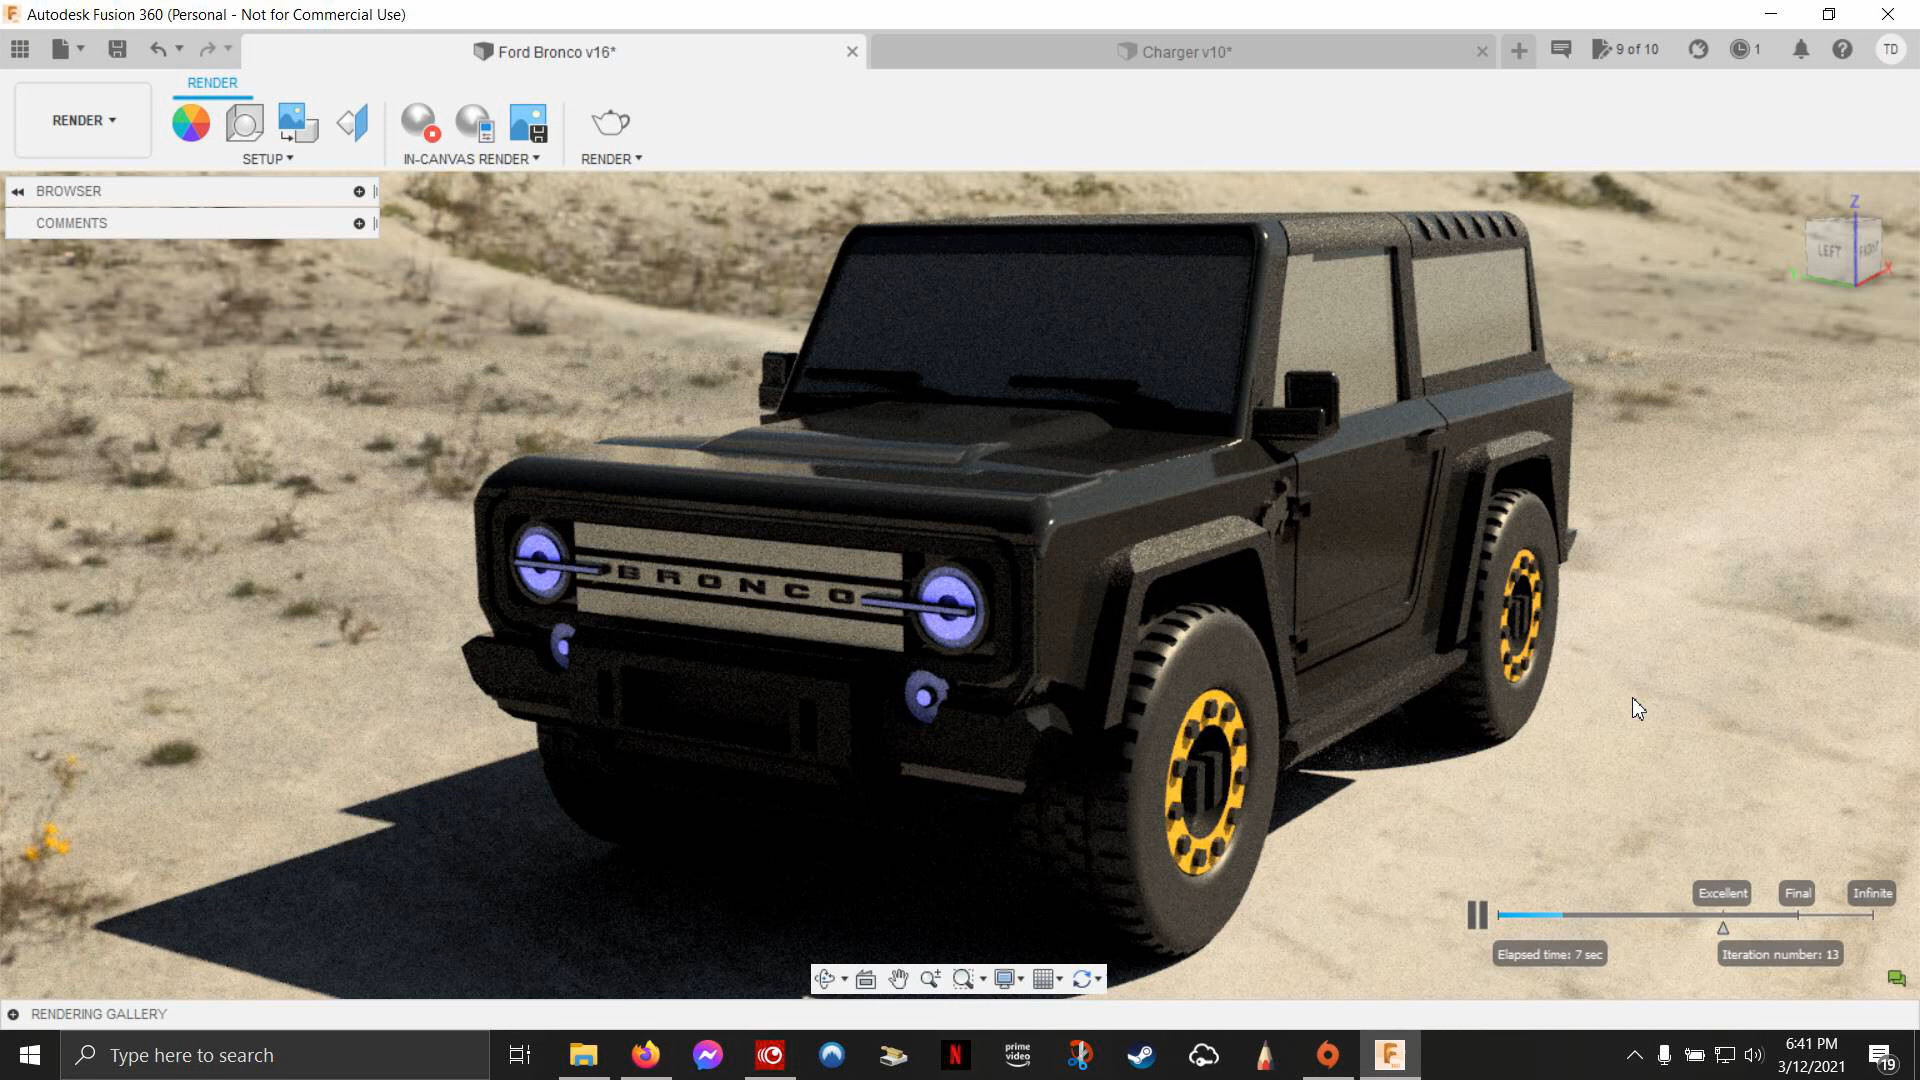 Autodesk Fusion 360 (Personal - Not for Commercial Use)
Ford Bronco v16*
Charger v10*
9 of 10
1
TD
RENDER
RENDER
SETUP
IN-CANVAS RENDER
RENDER
BROWSER
COMMENTS
Z
LEFT
FRONT
X
BRONCO
Excellent
Final
Infinite
Elapsed time: 7 sec
Iteration number: 13
RENDERING GALLERY
Type here to search
N
prime video
F
6:41 PM
3/12/2021
19